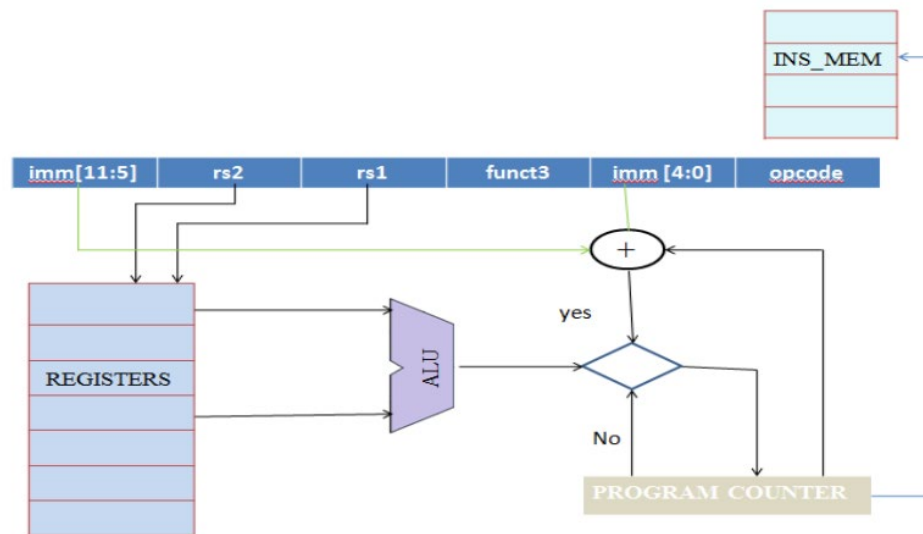 INS_MEM
imm[11:5] rs2 rs1 funct3 imm [4:0] opcode
+
yes
REGISTERS
ALU
No
PROGRAM COUNTER